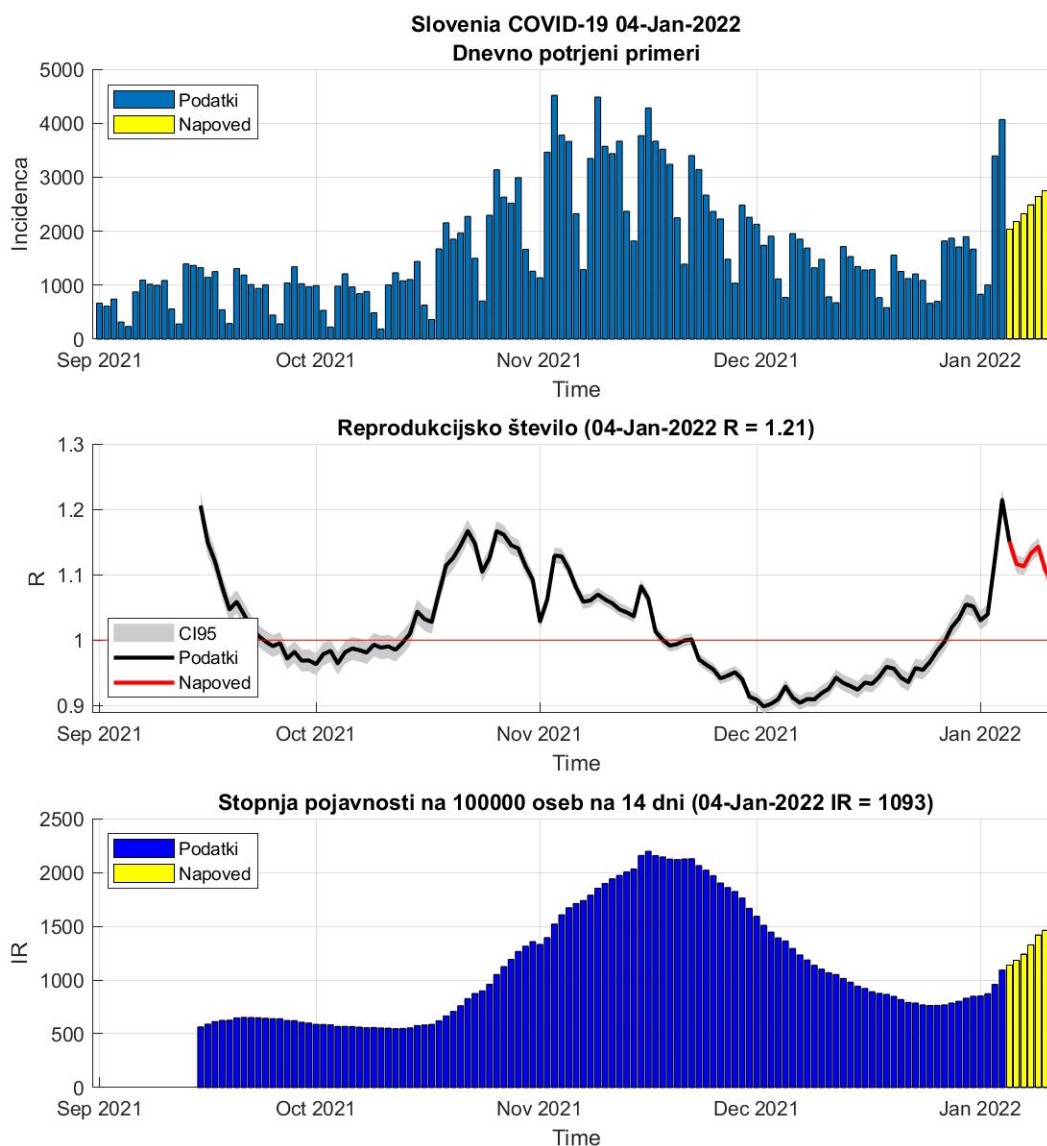 Slovenia COVID-19 04-Jan-2022
Dnevno potrjeni primeri
5000
4000
3000
2000
1000
0
Incidenca
Podatki
Napoved
Sep 2021 Oct 2021 Nov 2021 Dec 2021 Jan 2022
Time
Reprodukcijsko število (04-Jan-2022 R = 1.21)
1.3
1.2
1.1
1
0.9
R
CI95
Podatki
Napoved
Sep 2021 Oct 2021 Nov 2021 Dec 2021 Jan 2022
Time
Stopnja pojavnosti na 100000 oseb na 14 dni (04-Jan-2022 IR = 1093)
2500
2000
1500
1000
500
0
IR
Podatki
Napoved
Sep 2021 Oct 2021 Nov 2021 Dec 2021 Jan 2022
Time